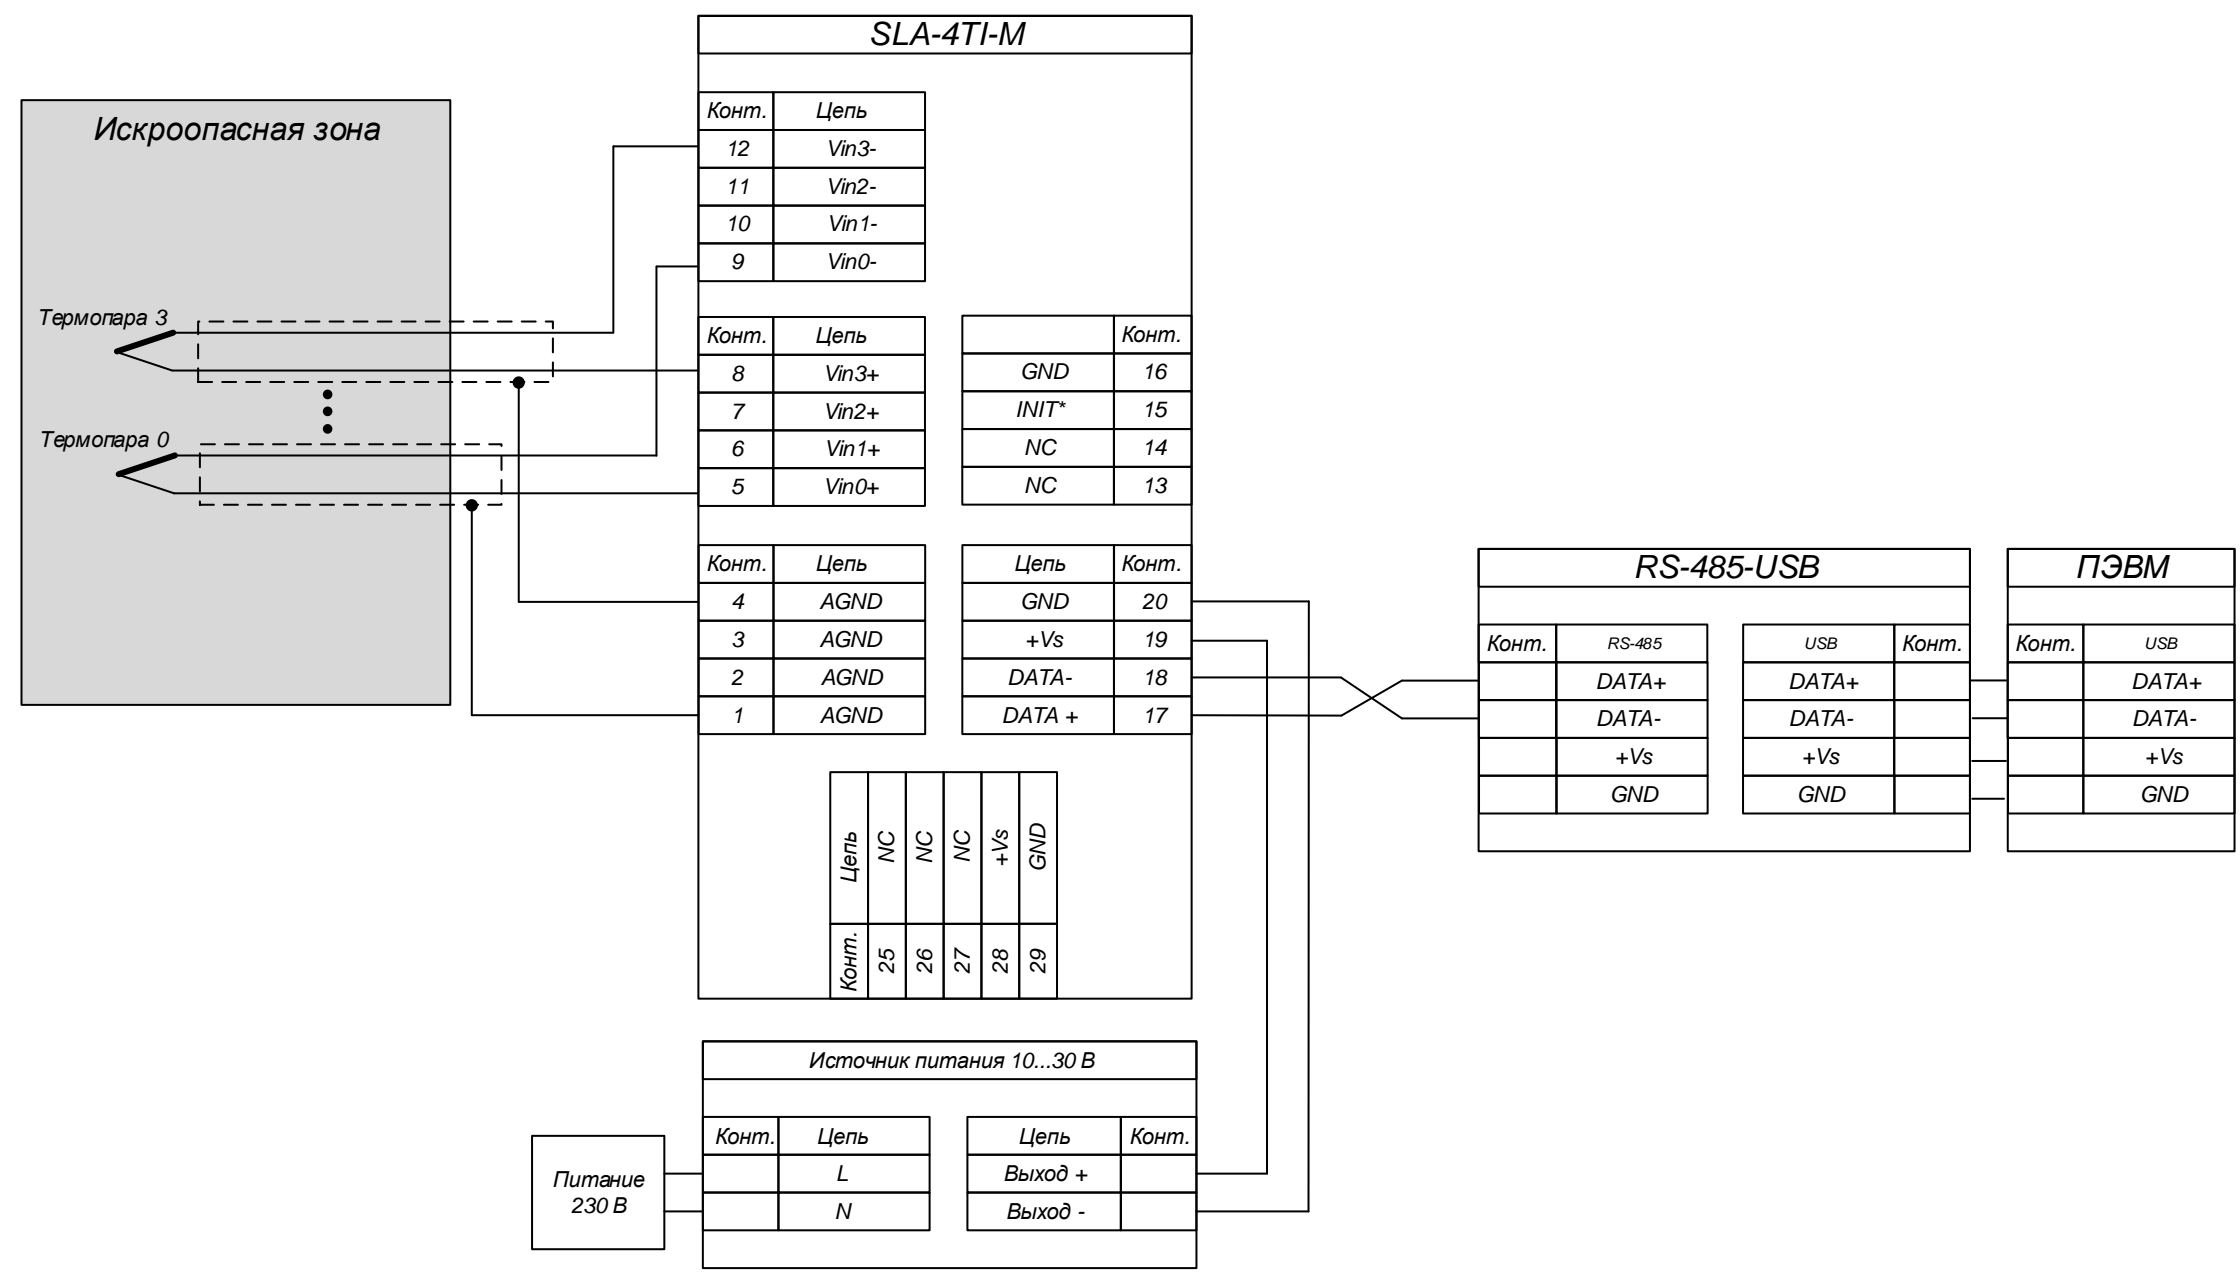 SLA-4TI-M
Искроопасная зона
Конт. Цепь
12 Vin3-
11 Vin2-
10 Vin1-
9 Vin0-
Термопара 3
Термопара 0
Конт. Цепь
8 Vin3+
7 Vin2+
6 Vin1+
5 Vin0+
Конт.
GND 16
INIT* 15
NC 14
NC 13
Конт. Цепь
4 AGND
3 AGND
2 AGND
1 AGND
Цепь Конт.
GND 20
+Vs 19
DATA- 18
DATA + 17
RS-485-USB
Конт. RS-485
DATA+
DATA-
+Vs
GND
USB Конт.
DATA+
DATA-
+Vs
GND
ПЭВМ
Конт. USB
DATA+
DATA-
+Vs
GND
Конт. Цепь
25 NC
26 NC
27 NC
28 +Vs
29 GND
Источник питания 10...30 В
Питание
230 В
Конт. Цепь
L
N
Цепь Конт.
Выход +
Выход -